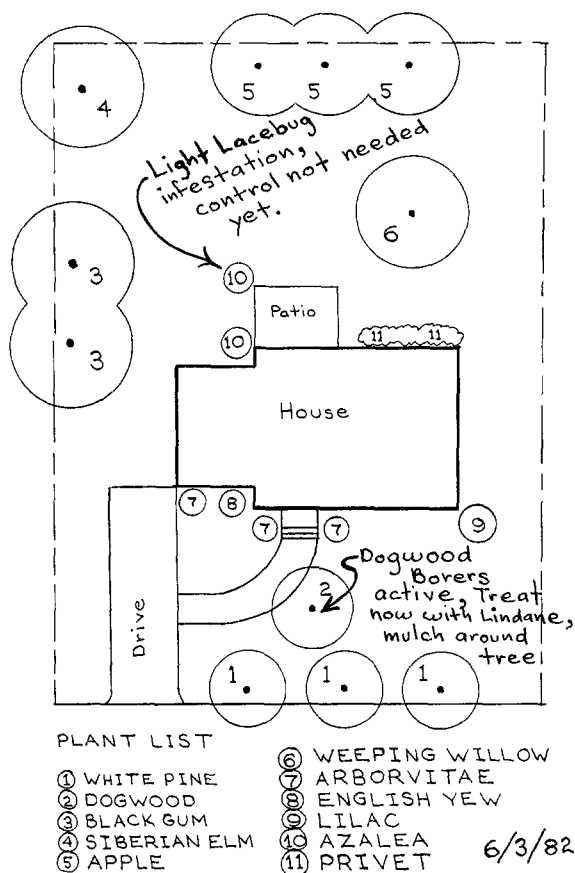 4
5 5 5
Light Lacebug
infestation,
control not needed
yet.
6
3
10
Patio
11 11
10
3
House
7 8
7 7
9
Dogwood
Borers
active, Treat
now with Lindane,
mulch around
tree
2
Drive
1 1 1
PLANT LIST
1 WHITE PINE
2 DOGWOOD
3 BLACK GUM
4 SIBERIAN ELM
5 APPLE
6 WEEPING WILLOW
7 ARBORVITAE
8 ENGLISH YEW
9 LILAC
10 AZALEA
11 PRIVET
6/3/82